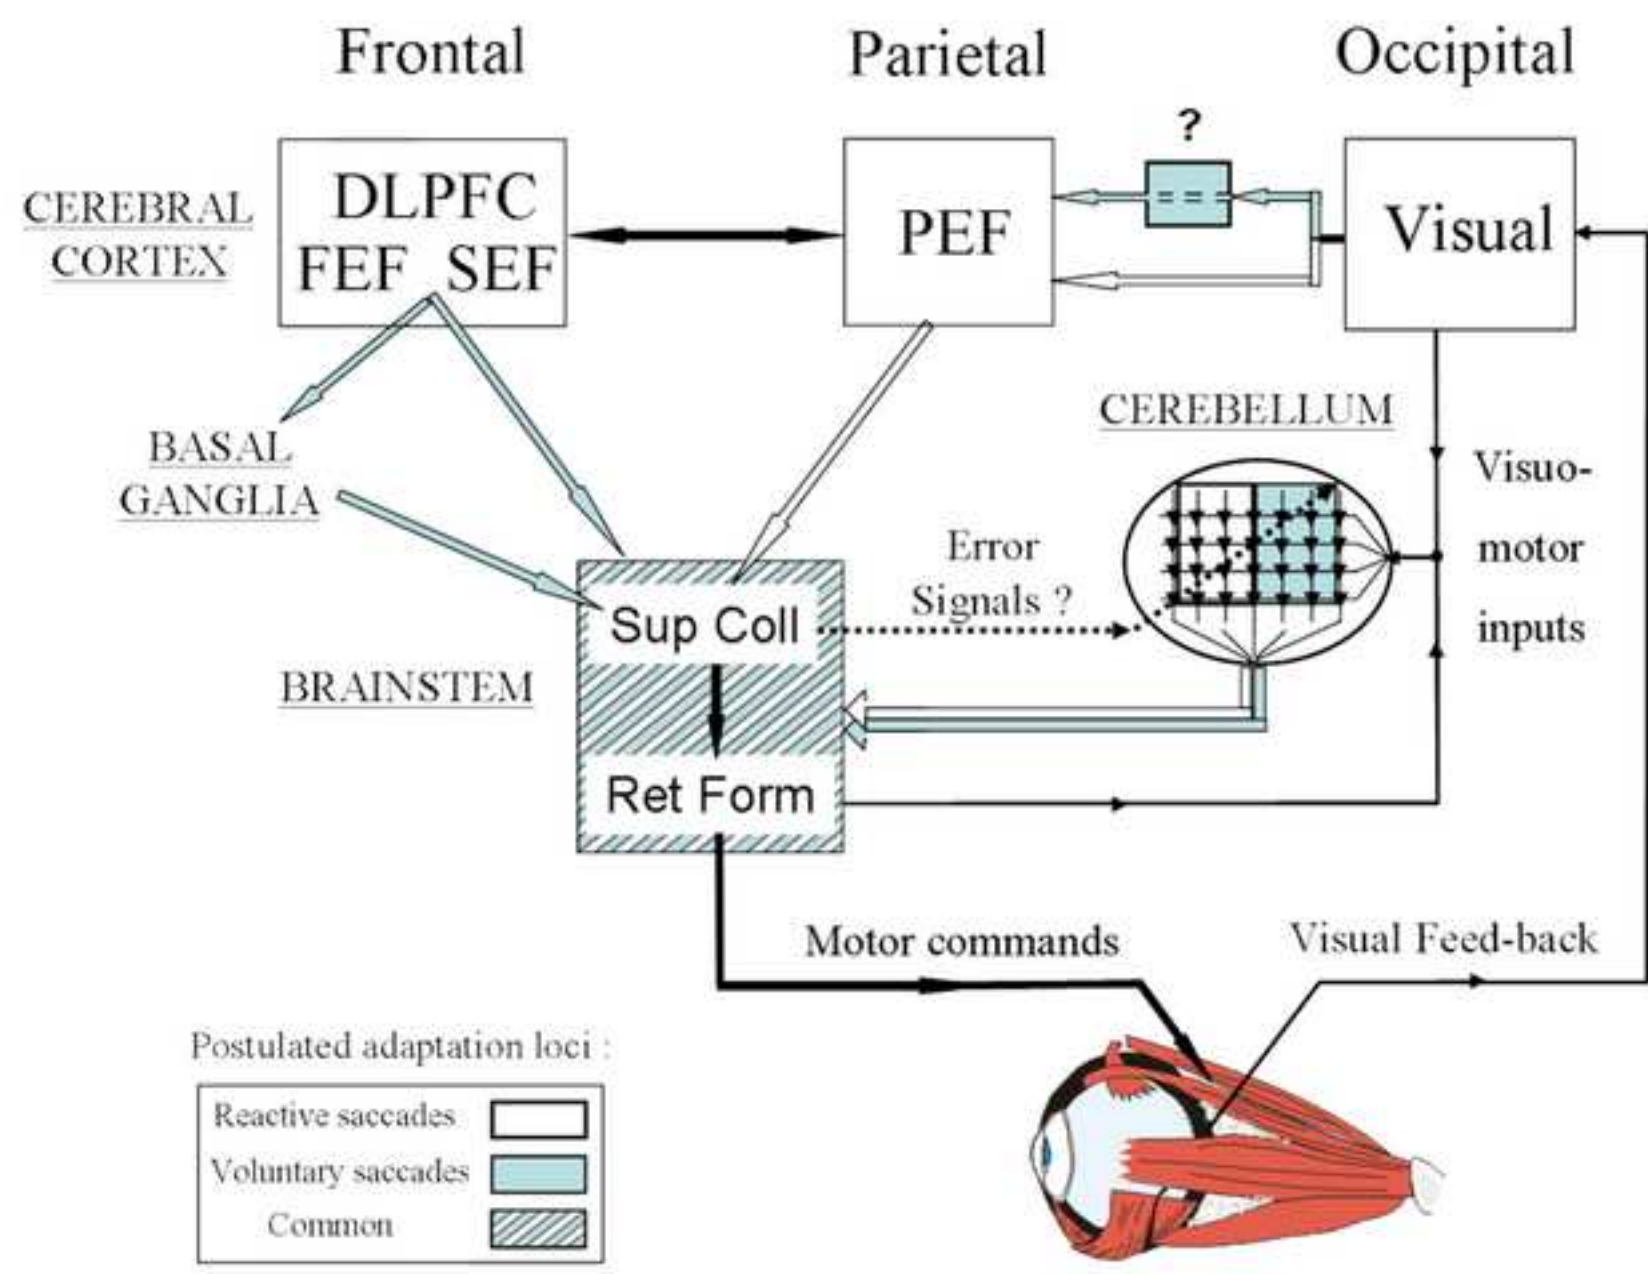 Frontal
Parietal
Occipital
?
CEREBRAL
CORTEX
DLPFC
FEF SEF
PEF
Visual
BASAL
GANGLIA
CEREBELLUM
Visuo-
motor
inputs
Error
Signals ?
Sup Coll
BRAINSTEM
Ret Form
Motor commands
Visual Feed-back
Postulated adaptation loci :
Reactive saccades
Voluntary saccades
Common